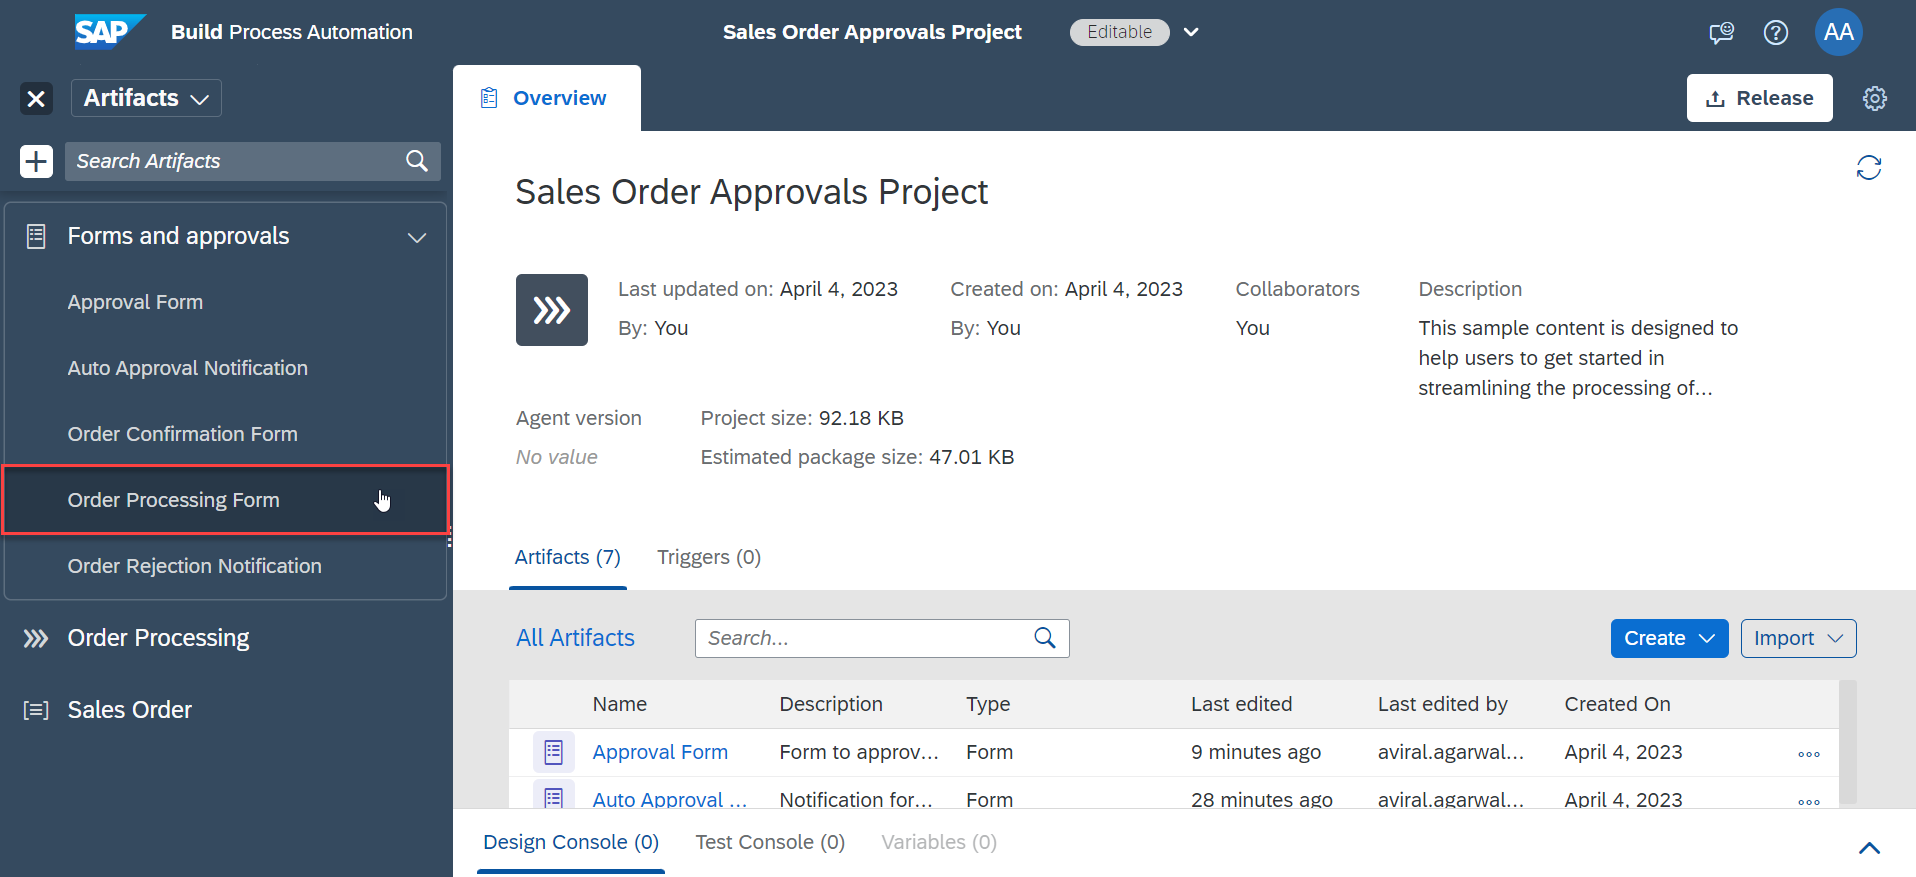 SAP Build Process Automation
Sales Order Approvals Project
Editable
AA
Artifacts
Overview
Release
Search Artifacts
Forms and approvals
Approval Form
Auto Approval Notification
Order Confirmation Form
Order Processing Form
Order Rejection Notification
Order Processing
Sales Order
Sales Order Approvals Project
Last updated on: April 4, 2023
By: You
Created on: April 4, 2023
By: You
Collaborators
You
Description
This sample content is designed to
help users to get started in
streamlining the processing of...
Agent version
No value
Project size: 92.18 KB
Estimated package size: 47.01 KB
Artifacts (7) Triggers (0)
All Artifacts Search... Create Import
Name Description Type Last edited Last edited by Created On
Approval Form Form to approv... Form 9 minutes ago aviral.agarwal... April 4, 2023
Auto Approval ... Notification for... Form 28 minutes ago aviral.agarwal... April 4, 2023
Design Console (0) Test Console (0) Variables (0)